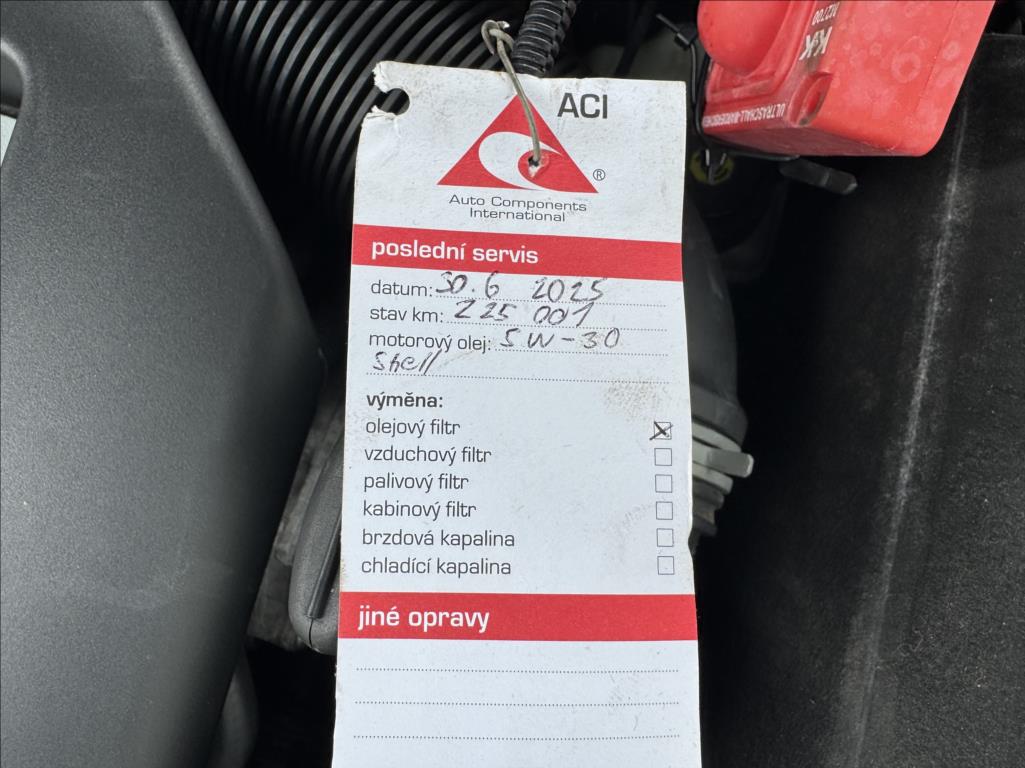 ACI
®
Auto Components
International
poslední servis
datum: 30.6 2025
stav km: 225 001
motorový olej: 5W-30
Shell
výměna:
olejový filtr
vzduchový filtr
palivový filtr
kabinový filtr
brzdová kapalina
chladící kapalina
jiné opravy
K&K
M2700